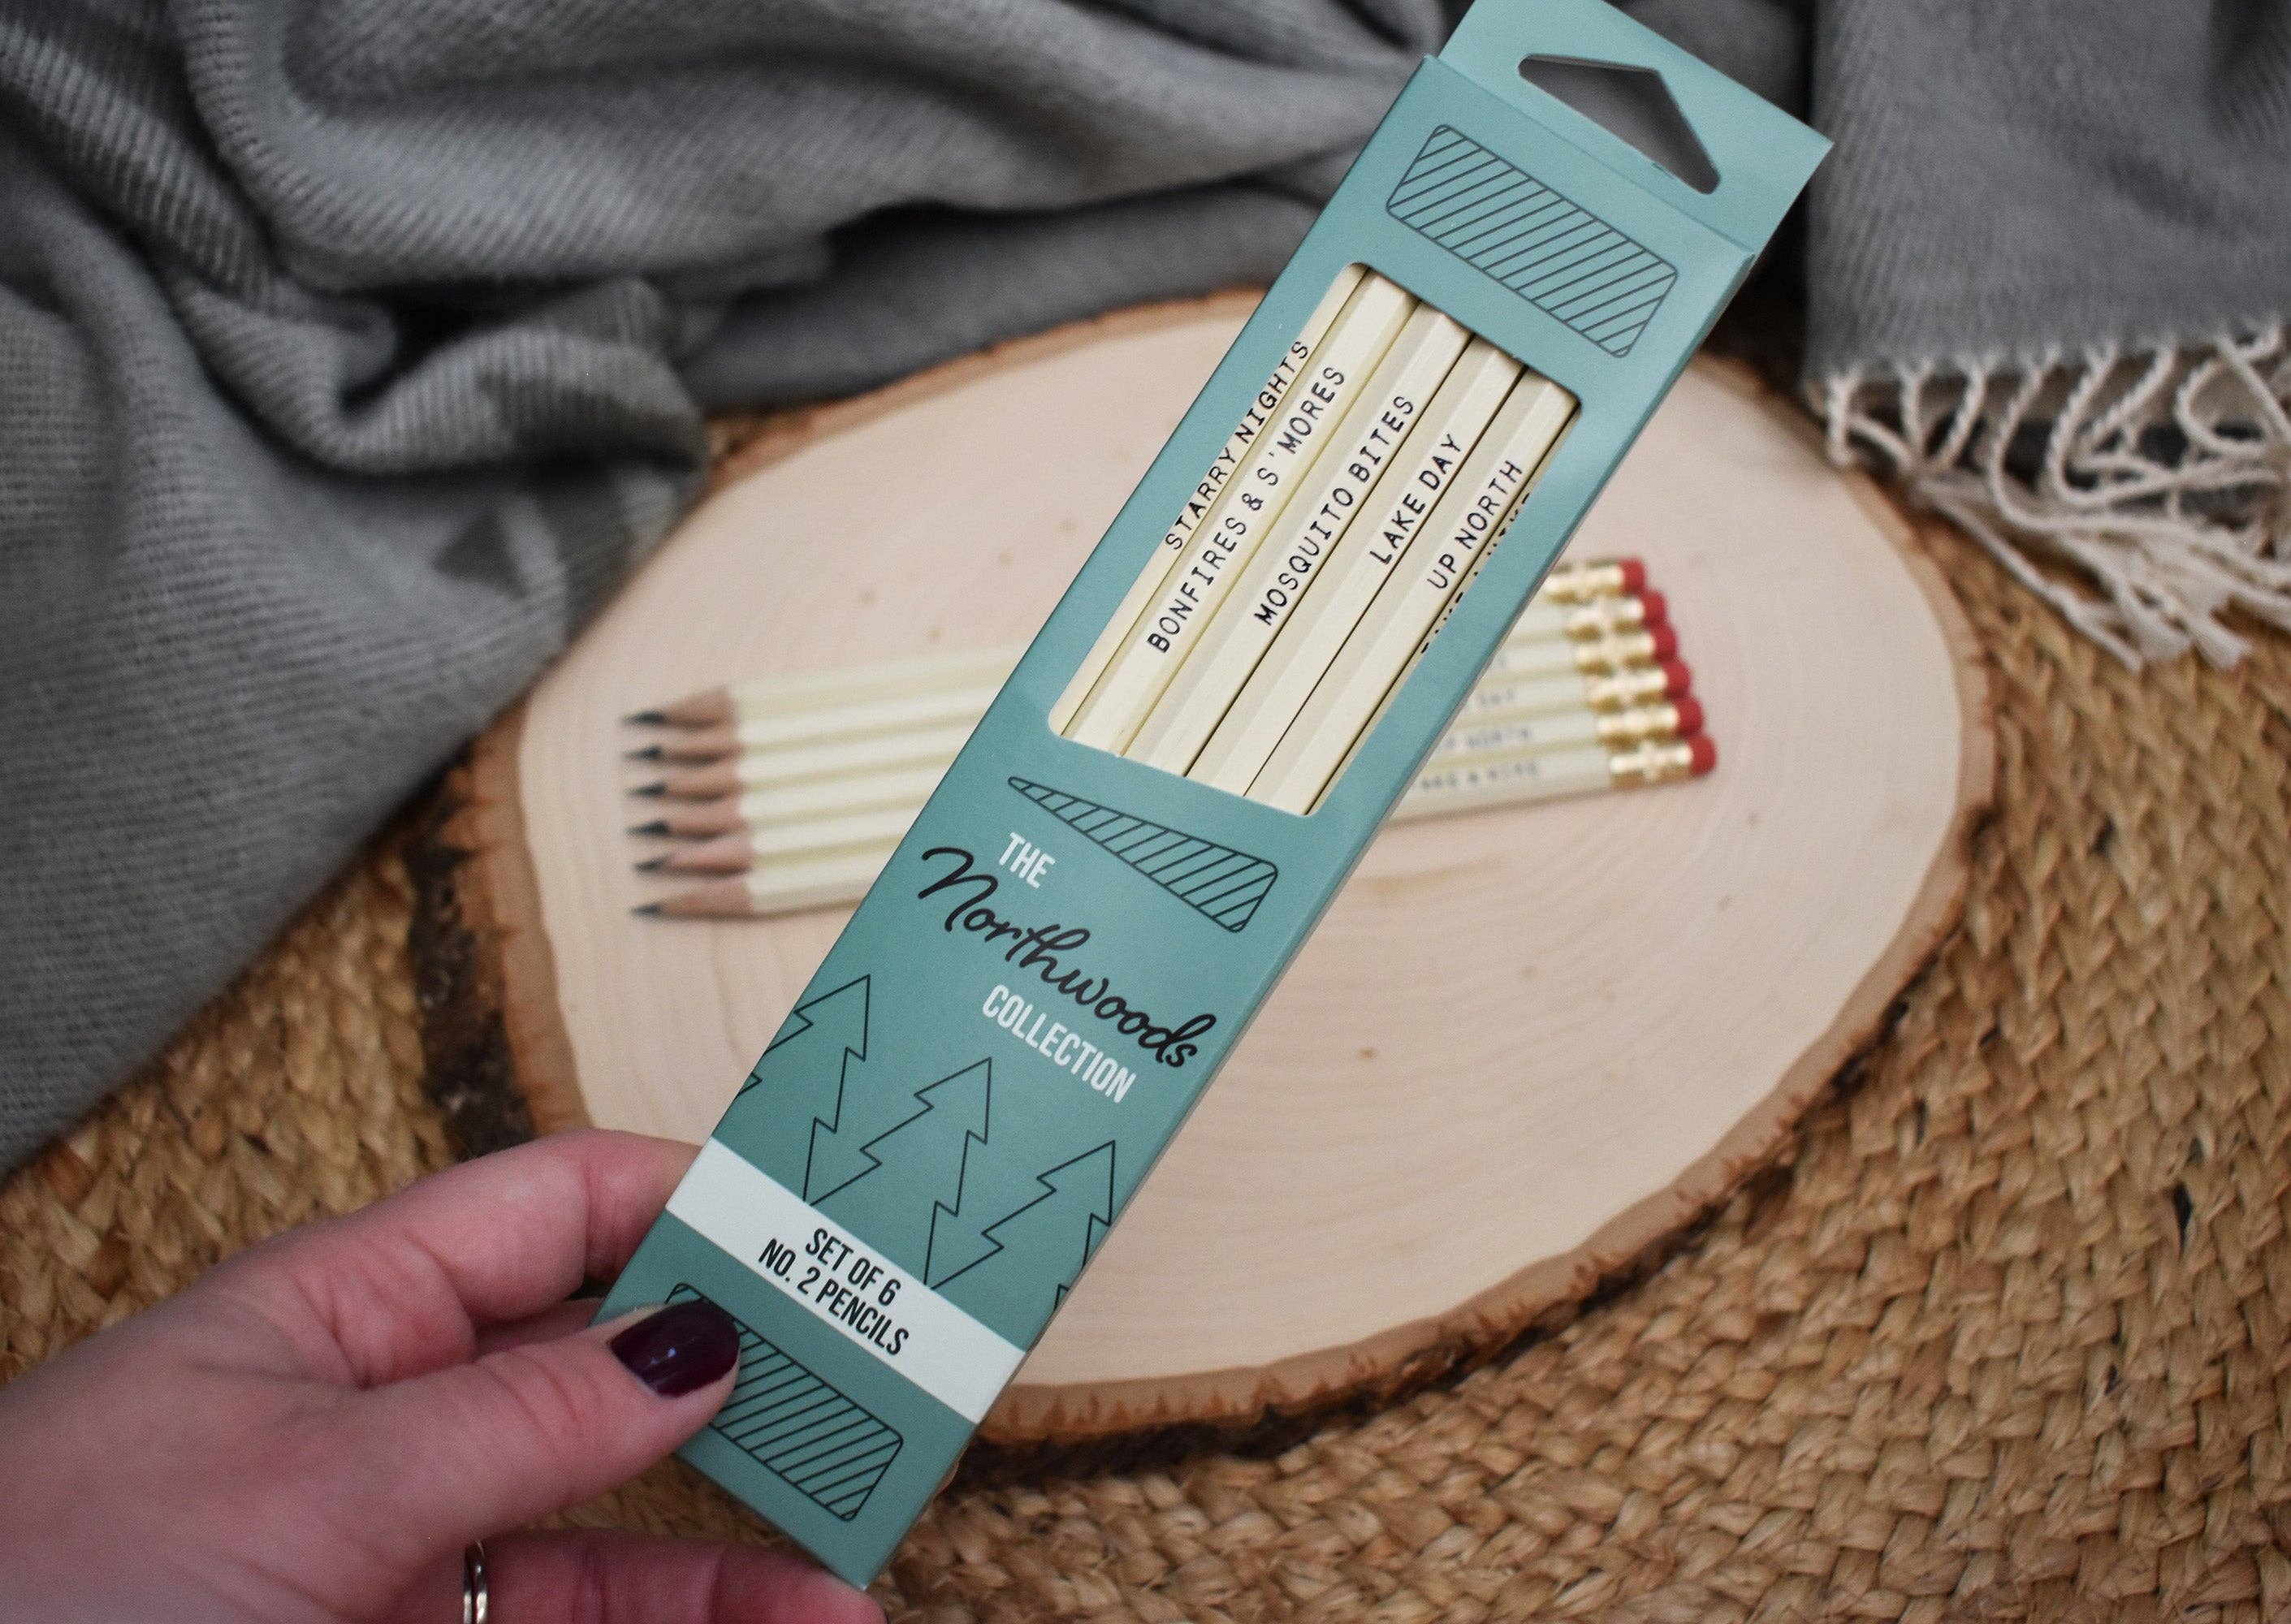 STARRY NIGHTS
BONFIRES & S'MORES
MOSQUITO BITES
LAKE DAY
UP NORTH
THE
Northwoods
COLLECTION
SET OF 6
NO. 2 PENCILS